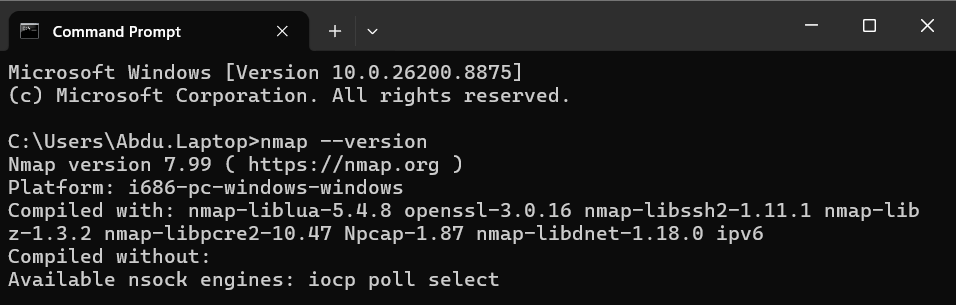 Command Prompt
Microsoft Windows [Version 10.0.26200.8875]
(c) Microsoft Corporation. All rights reserved.
C:\Users\Abdu.Laptop>nmap --version
Nmap version 7.99 ( https://nmap.org )
Platform: i686-pc-windows-windows
Compiled with: nmap-liblua-5.4.8 openssl-3.0.16 nmap-libssh2-1.11.1 nmap-lib
z-1.3.2 nmap-libpcre2-10.47 Npcap-1.87 nmap-libdnet-1.18.0 ipv6
Compiled without:
Available nsock engines: iocp poll select